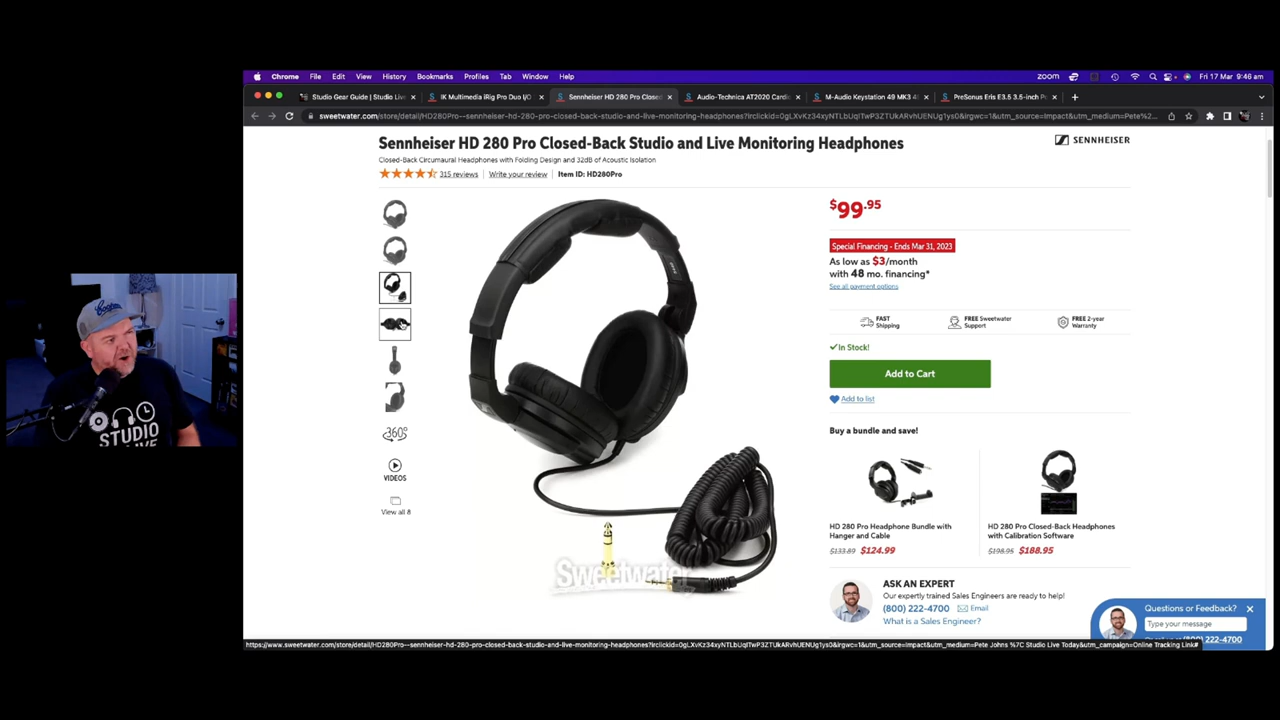 Chrome File Edit View History Bookmarks Profiles Tab Window Help
zoom Fri 17 Mar 9:46 am
Studio Gear Guide | Studio Live
IK Multimedia iRig Pro Duo I/O
Sennheiser HD 280 Pro Closed
Audio-Technica AT2020 Cardi
M-Audio Keystation 49 MK3 4
PreSonus Eris E3.5 3.5-inch Po
Sennheiser HD 280 Pro Closed-Back Studio and Live Monitoring Headphones
Closed-Back Circumaural Headphones with Folding Design and 32dB of Acoustic Isolation
315 reviews Write your review Item ID: HD280Pro
SENNHEISER
$99.95
Special Financing - Ends Mar 31, 2023
As low as $3/month
with 48 mo. financing*
See all payment options
FAST
Shipping
FREE Sweetwater
Support
FREE 2-year
Warranty
In Stock!
Add to Cart
Add to list
Buy a bundle and save!
HD 280 Pro Headphone Bundle with
Hanger and Cable
$133.89 $124.99
HD 280 Pro Closed-Back Headphones
with Calibration Software
$198.95 $188.95
ASK AN EXPERT
Our expertly trained Sales Engineers are ready to help!
(800) 222-4700 Email
What is a Sales Engineer?
Questions or Feedback?
Type your message
(800) 222-4700
360°
VIDEOS
View all 8
Sweetwater
STUDIO
LIVE